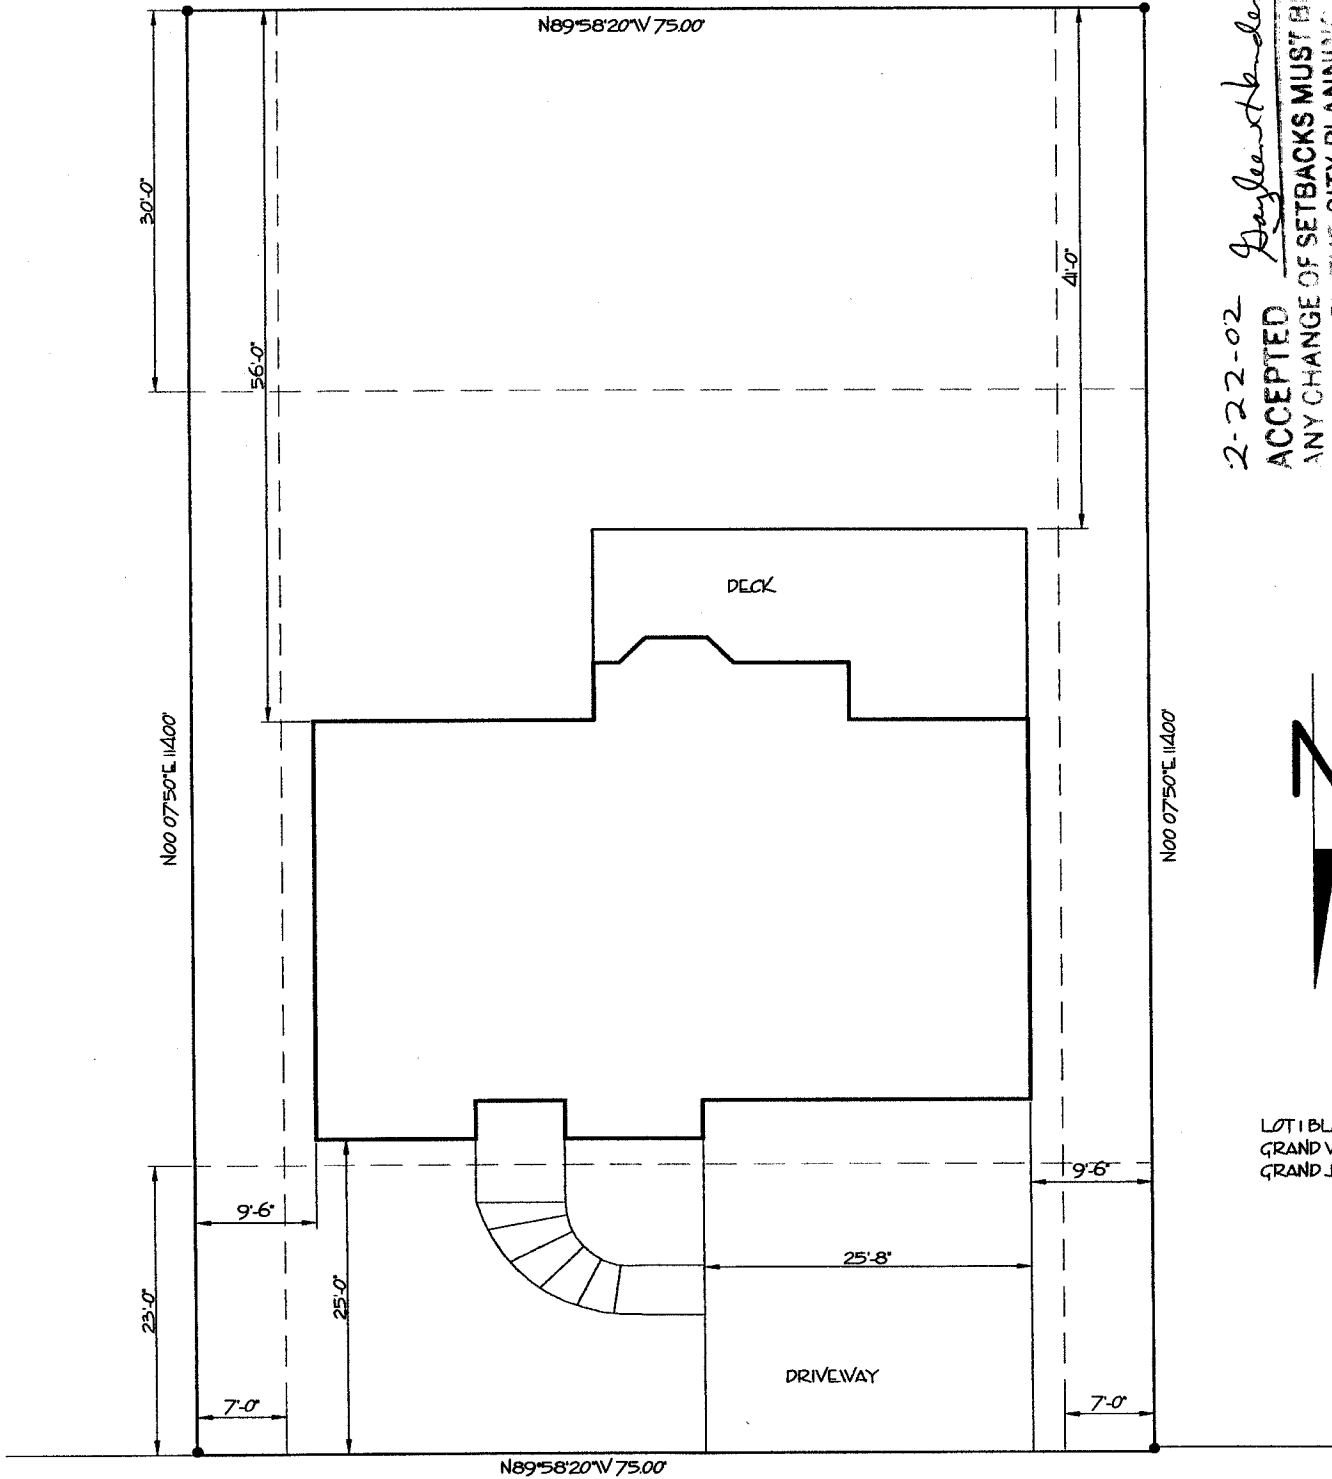 N89°58'20"W 75.00'
30'-0"
56'-0"
41'-0"
2-22-02
ACCEPTED
ANY CHANGE OF SETBACKS MUST
CITY PLANNING
DECK
N00 07'50"E 114.00'
N00 07'50"E 114.00'
N
LOT 1
GRAND
GRAND
9'-6"
9'-6"
25'-8"
23'-0"
25'-0"
DRIVEWAY
7'-0"
7'-0"
N89°58'20"W 75.00'